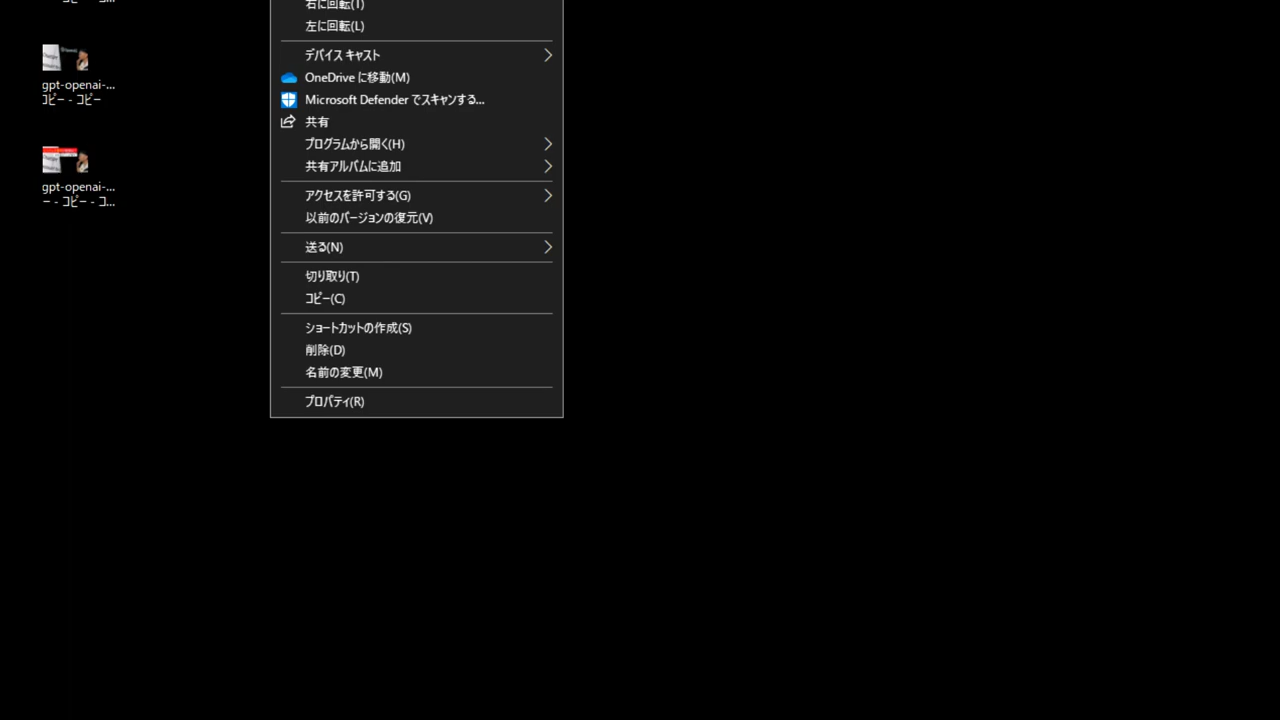 gpt-openai-...
コピー - コピー
gpt-openai-...
ー - コピー - コ...
右に回転(T)
左に回転(L)
デバイス キャスト
OneDrive に移動(M)
Microsoft Defender でスキャンする...
共有
プログラムから開く(H)
共有アルバムに追加
アクセスを許可する(G)
以前のバージョンの復元(V)
送る(N)
切り取り(T)
コピー(C)
ショートカットの作成(S)
削除(D)
名前の変更(M)
プロパティ(R)